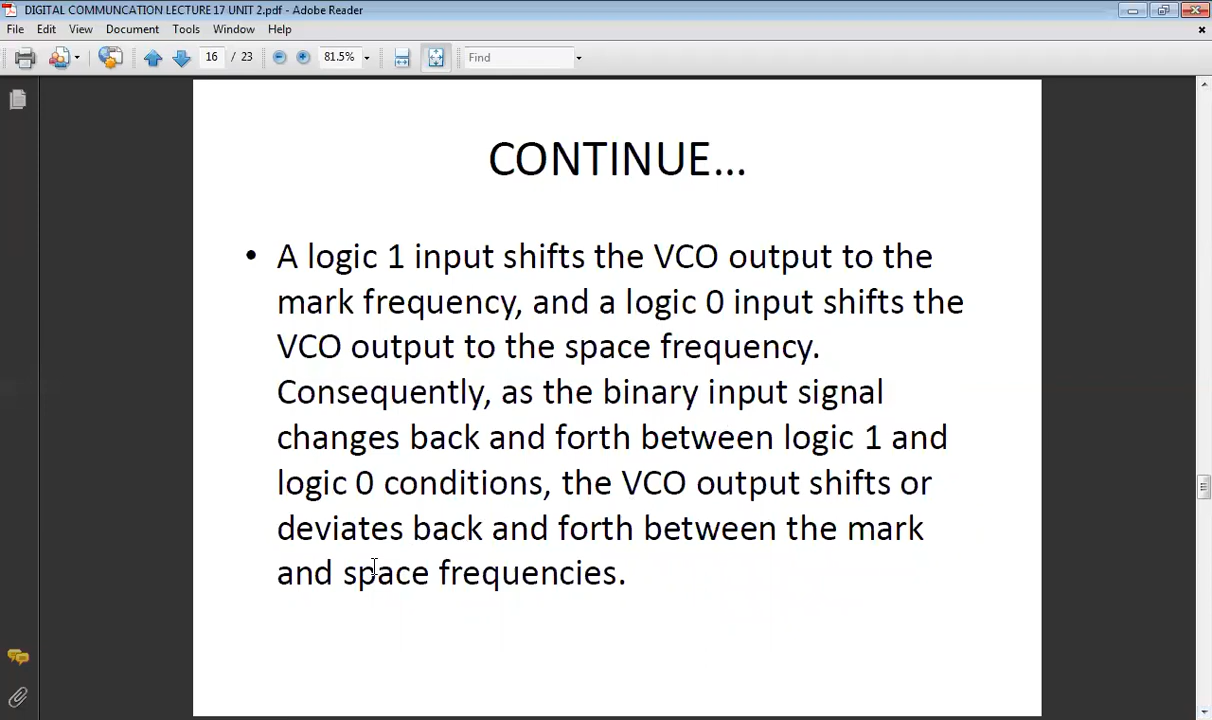 DIGITAL COMMUNCATION LECTURE 17 UNIT 2.pdf - Adobe Reader
File Edit View Document Tools Window Help
16 / 23 81.5% Find
CONTINUE...
• A logic 1 input shifts the VCO output to the
mark frequency, and a logic 0 input shifts the
VCO output to the space frequency.
Consequently, as the binary input signal
changes back and forth between logic 1 and
logic 0 conditions, the VCO output shifts or
deviates back and forth between the mark
and space frequencies.